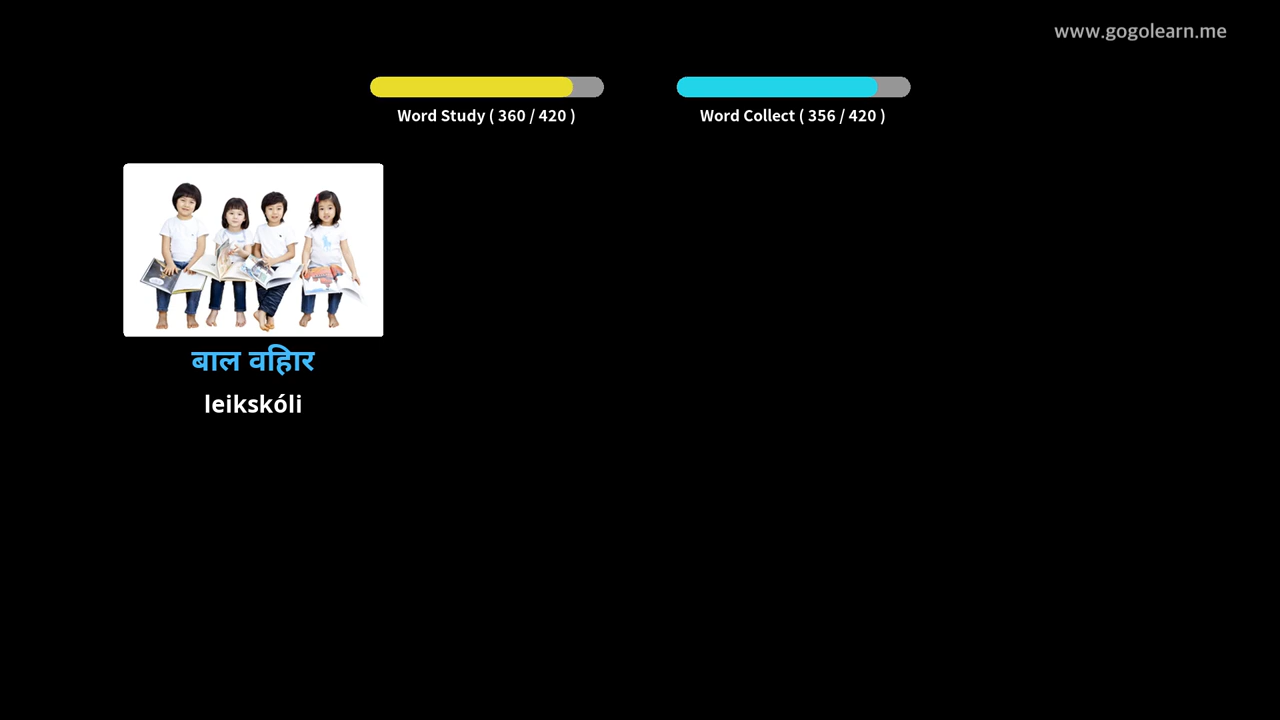 www.gogolearn.me
Word Study ( 360 / 420 )
Word Collect ( 356 / 420 )
बाल वहिार
leikskóli